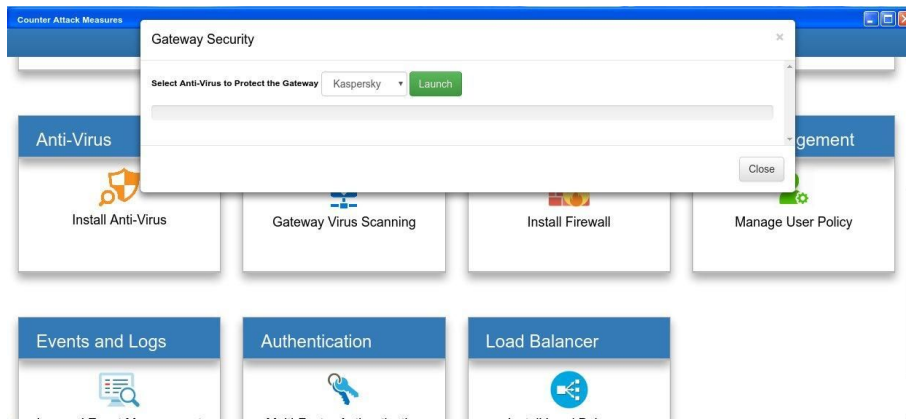 Counter Attack Measures
Gateway Security
×
Select Anti-Virus to Protect the Gateway Kaspersky Launch
Close
Anti-Virus
gement
Install Anti-Virus
Gateway Virus Scanning
Install Firewall
Manage User Policy
Events and Logs
Authentication
Load Balancer